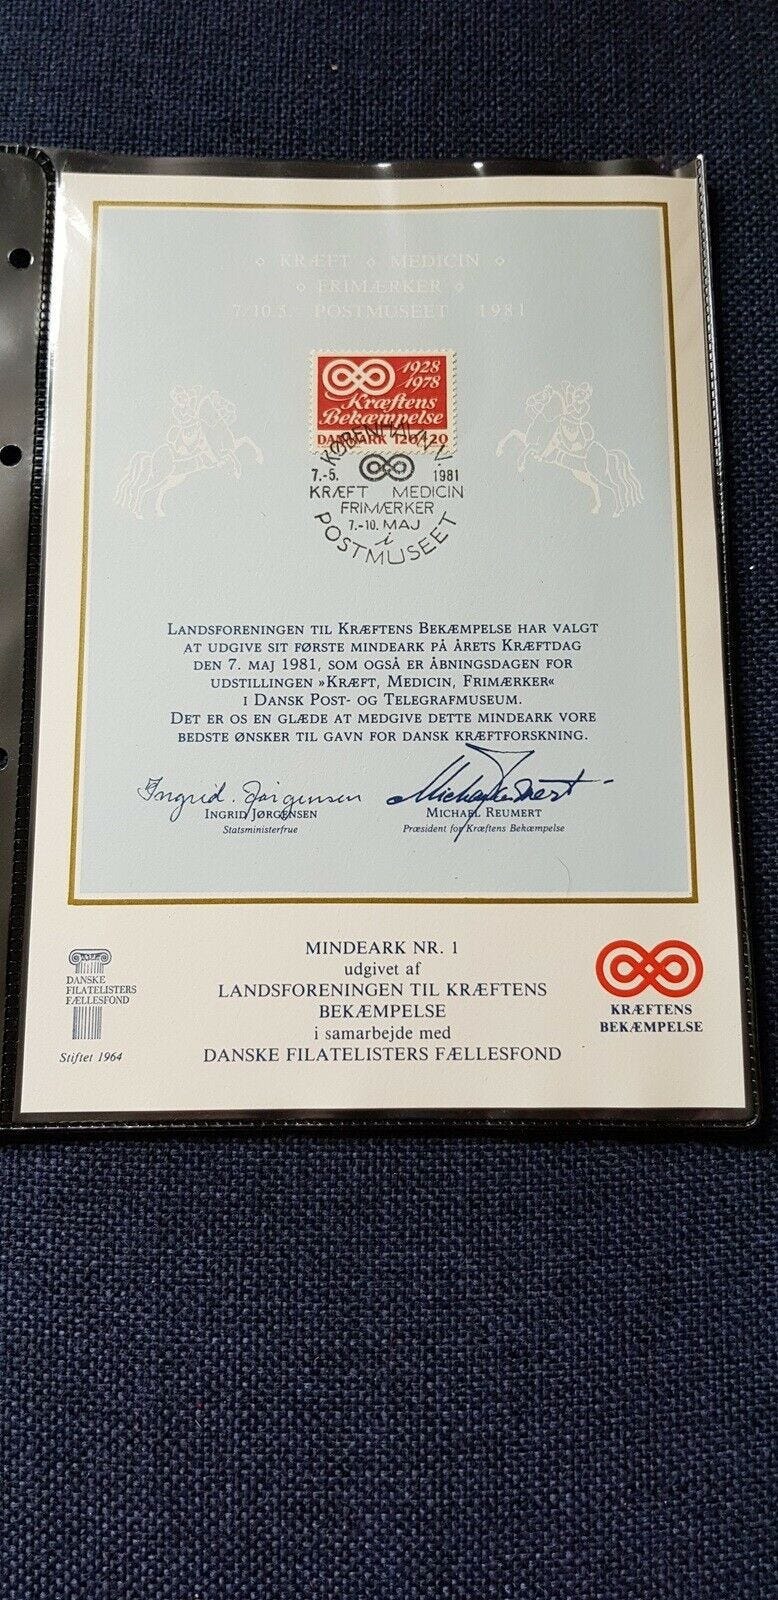 ◇ KRÆFT ◇ MEDICIN ◇
◇ FRIMÆRKER ◇
7/10.5. POSTMUSEET 1981
1928
1978
Kræftens
Bekæmpelse
DANMARK 120+20
KØBENHAVN V.
7.-5. 1981
KRÆFT MEDICIN
FRIMÆRKER
7.-10. MAJ
i
POSTMUSEET
LANDSFORENINGEN TIL KRÆFTENS BEKÆMPELSE HAR VALGT
AT UDGIVE SIT FØRSTE MINDEARK PÅ ÅRETS KRÆFTDAG
DEN 7. MAJ 1981, SOM OGSÅ ER ÅBNINGSDAGEN FOR
UDSTILLINGEN »KRÆFT, MEDICIN, FRIMÆRKER«
I DANSK POST- OG TELEGRAFMUSEUM.
DET ER OS EN GLÆDE AT MEDGIVE DETTE MINDEARK VORE
BEDSTE ØNSKER TIL GAVN FOR DANSK KRÆFTFORSKNING.
Ingrid Jørgensen Michael Reumert
INGRID JØRGENSEN MICHAEL REUMERT
Statsministerfrue Præsident for Kræftens Bekæmpelse
DANSKE
FILATELISTERS
FÆLLESFOND
Stiftet 1964
MINDEARK NR. 1
udgivet af
LANDSFORENINGEN TIL KRÆFTENS
BEKÆMPELSE
i samarbejde med
DANSKE FILATELISTERS FÆLLESFOND
KRÆFTENS
BEKÆMPELSE